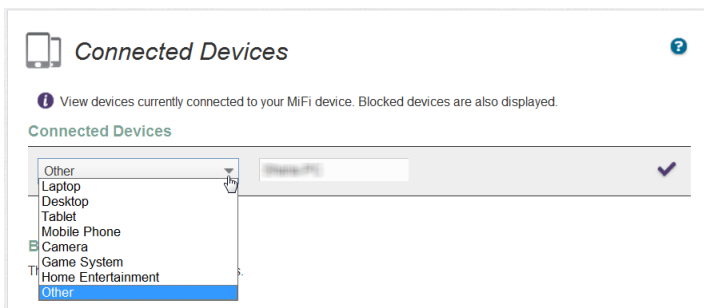 Connected Devices
View devices currently connected to your MiFi device. Blocked devices are also displayed.
Connected Devices
Other
Laptop
Desktop
Tablet
Mobile Phone
Camera
Game System
Home Entertainment
Other